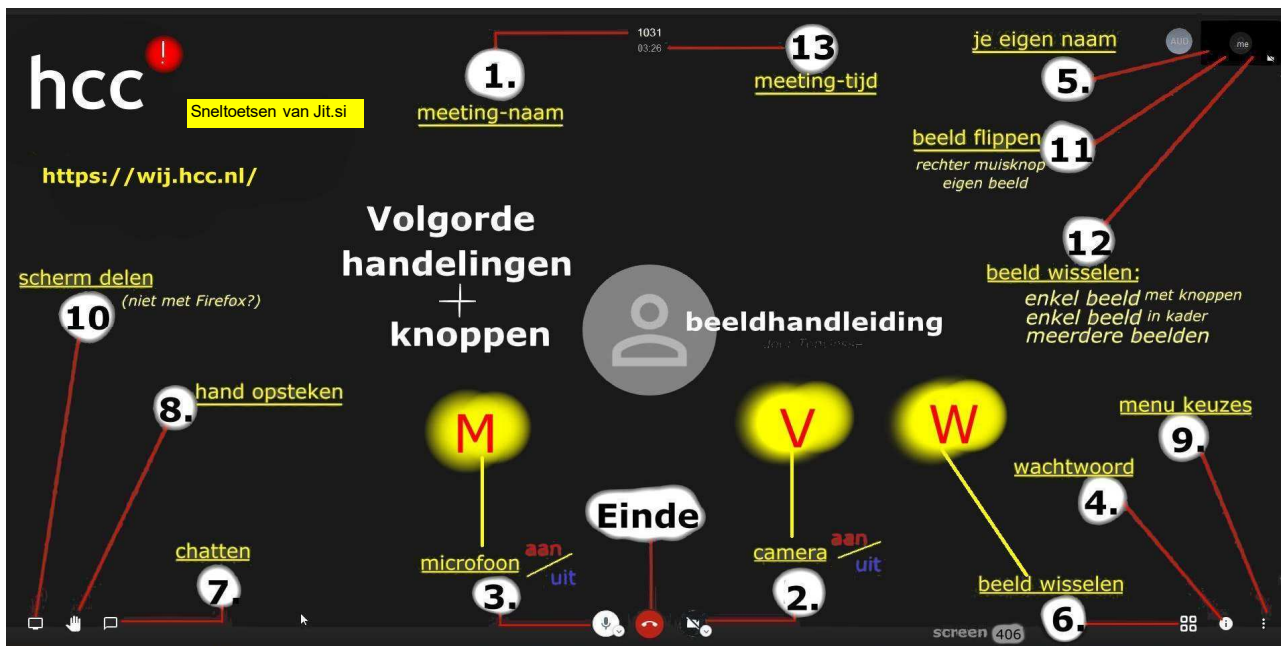 hcc!
Sneltoetsen van Jit.si
https://wij.hcc.nl/
1031
03:26
1.
meeting-naam
13
meeting-tijd
je eigen naam
5.
me
beeld flippen
11
rechter muisknop
eigen beeld
12
beeld wisselen:
enkel beeld met knoppen
enkel beeld in kader
meerdere beelden
Volgorde
handelingen
+
knoppen
beeldhandleiding
scherm delen
(niet met Firefox?)
10
hand opsteken
8.
M
V
W
menu keuzes
9.
wachtwoord
4.
Einde
chatten
7.
microfoon aan/uit
3.
camera aan/uit
2.
beeld wisselen
6.
screen 406